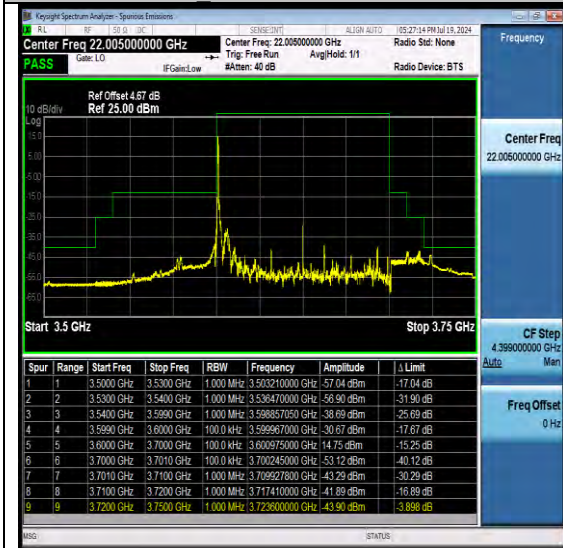 Keysight Spectrum Analyzer - Spurious Emissions
RL RF 50 Ω DC SENSE:INT ALIGN AUTO 05:27:14 PM Jul 19, 2024
Center Freq 22.005000000 GHz Center Freq: 22.005000000 GHz Radio Std: None Frequency
PASS Gate: LO Trig: Free Run Avg|Hold: 1/1
IFGain:Low #Atten: 40 dB Radio Device: BTS
Ref Offset 4.67 dB
10 dB/div Ref 25.00 dBm
Log
15.0
5.00
-5.00
-15.0
-25.0
-35.0
-45.0
-55.0
-65.0
Start 3.5 GHz Stop 3.75 GHz
Center Freq
22.005000000 GHz
CF Step
4.399000000 GHz
Auto Man
Freq Offset
0 Hz
Spur Range Start Freq Stop Freq RBW Frequency Amplitude Δ Limit
1 1 3.5000 GHz 3.5300 GHz 1.000 MHz 3.503210000 GHz -57.04 dBm -17.04 dB
2 2 3.5300 GHz 3.5400 GHz 1.000 MHz 3.536470000 GHz -56.90 dBm -31.90 dB
3 3 3.5400 GHz 3.5990 GHz 1.000 MHz 3.598857050 GHz -38.69 dBm -25.69 dB
4 4 3.5990 GHz 3.6000 GHz 100.0 kHz 3.599967000 GHz -30.67 dBm -17.67 dB
5 5 3.6000 GHz 3.7000 GHz 100.0 kHz 3.600975000 GHz 14.75 dBm -15.25 dB
6 6 3.7000 GHz 3.7010 GHz 100.0 kHz 3.700245000 GHz -53.12 dBm -40.12 dB
7 7 3.7010 GHz 3.7100 GHz 1.000 MHz 3.709927800 GHz -43.29 dBm -30.29 dB
8 8 3.7100 GHz 3.7200 GHz 1.000 MHz 3.717410000 GHz -41.89 dBm -16.89 dB
9 9 3.7200 GHz 3.7500 GHz 1.000 MHz 3.723600000 GHz -43.90 dBm -3.898 dB
MSG STATUS